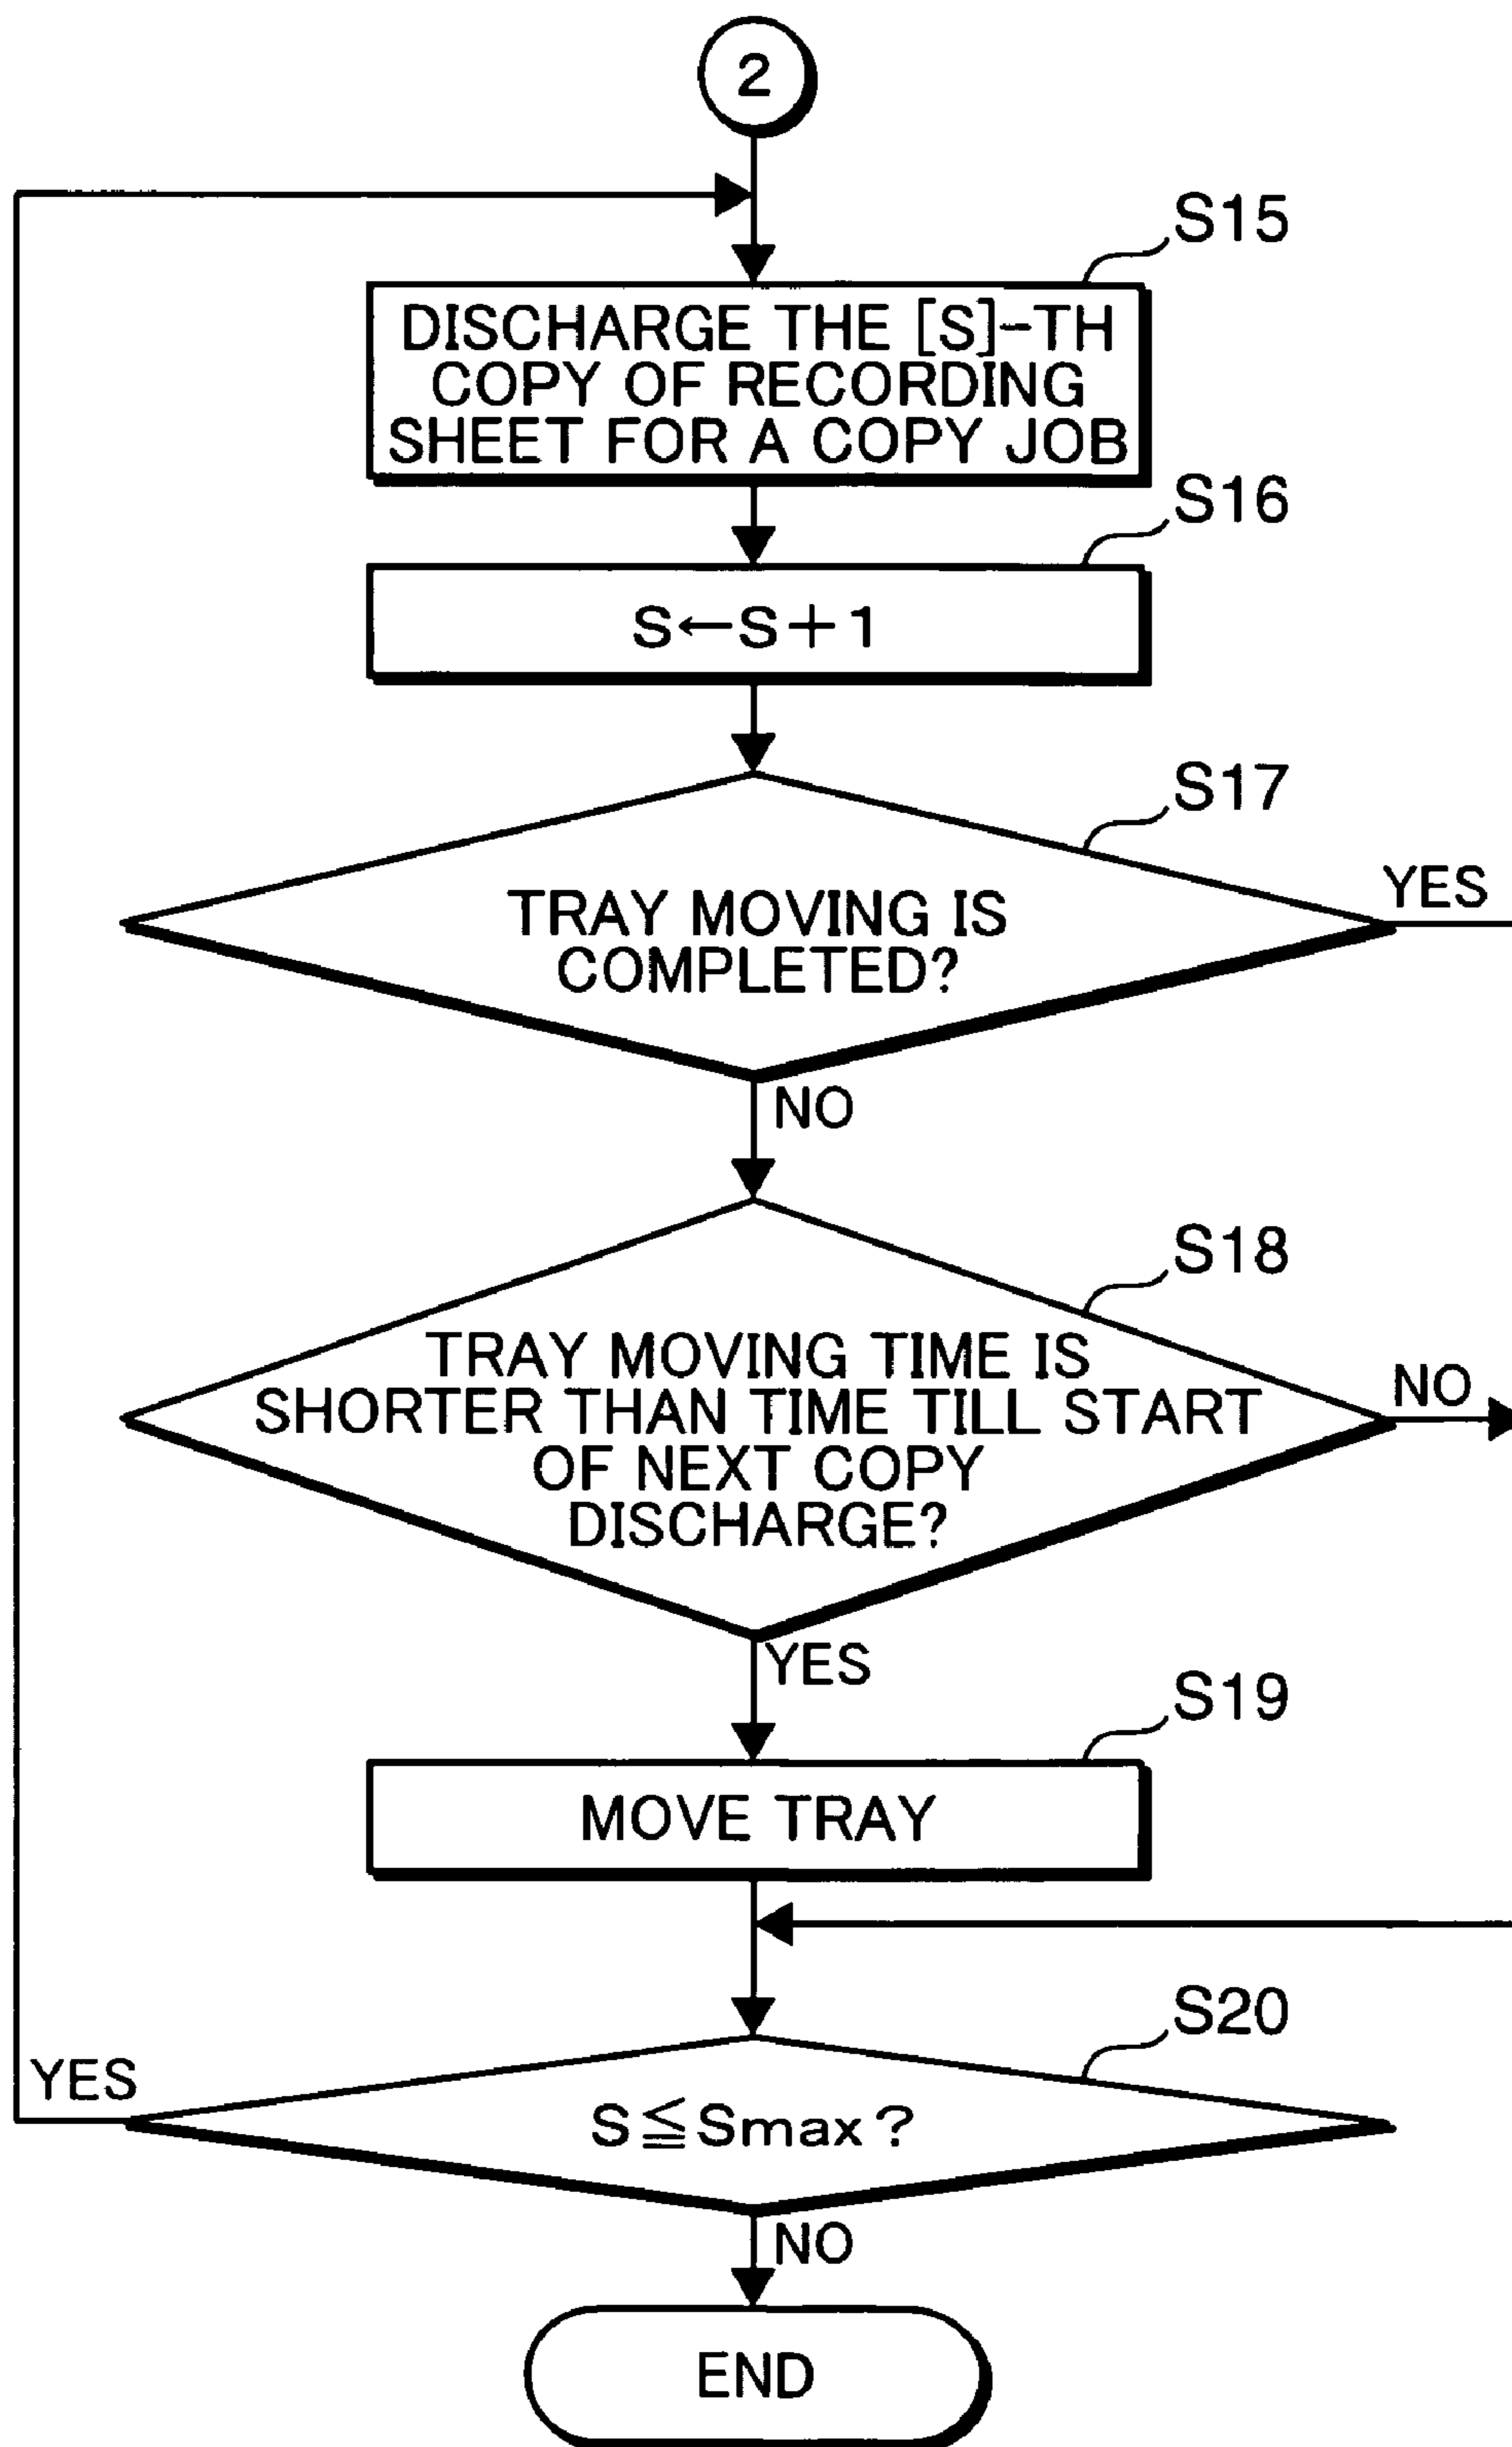 2
S15
DISCHARGE THE [S]-TH
COPY OF RECORDING
SHEET FOR A COPY JOB
S16
S←S+1
S17
TRAY MOVING IS
COMPLETED?
YES
NO
S18
TRAY MOVING TIME IS
SHORTER THAN TIME TILL START
OF NEXT COPY
DISCHARGE?
NO
YES
S19
MOVE TRAY
S20
YES
S≦Smax?
NO
END